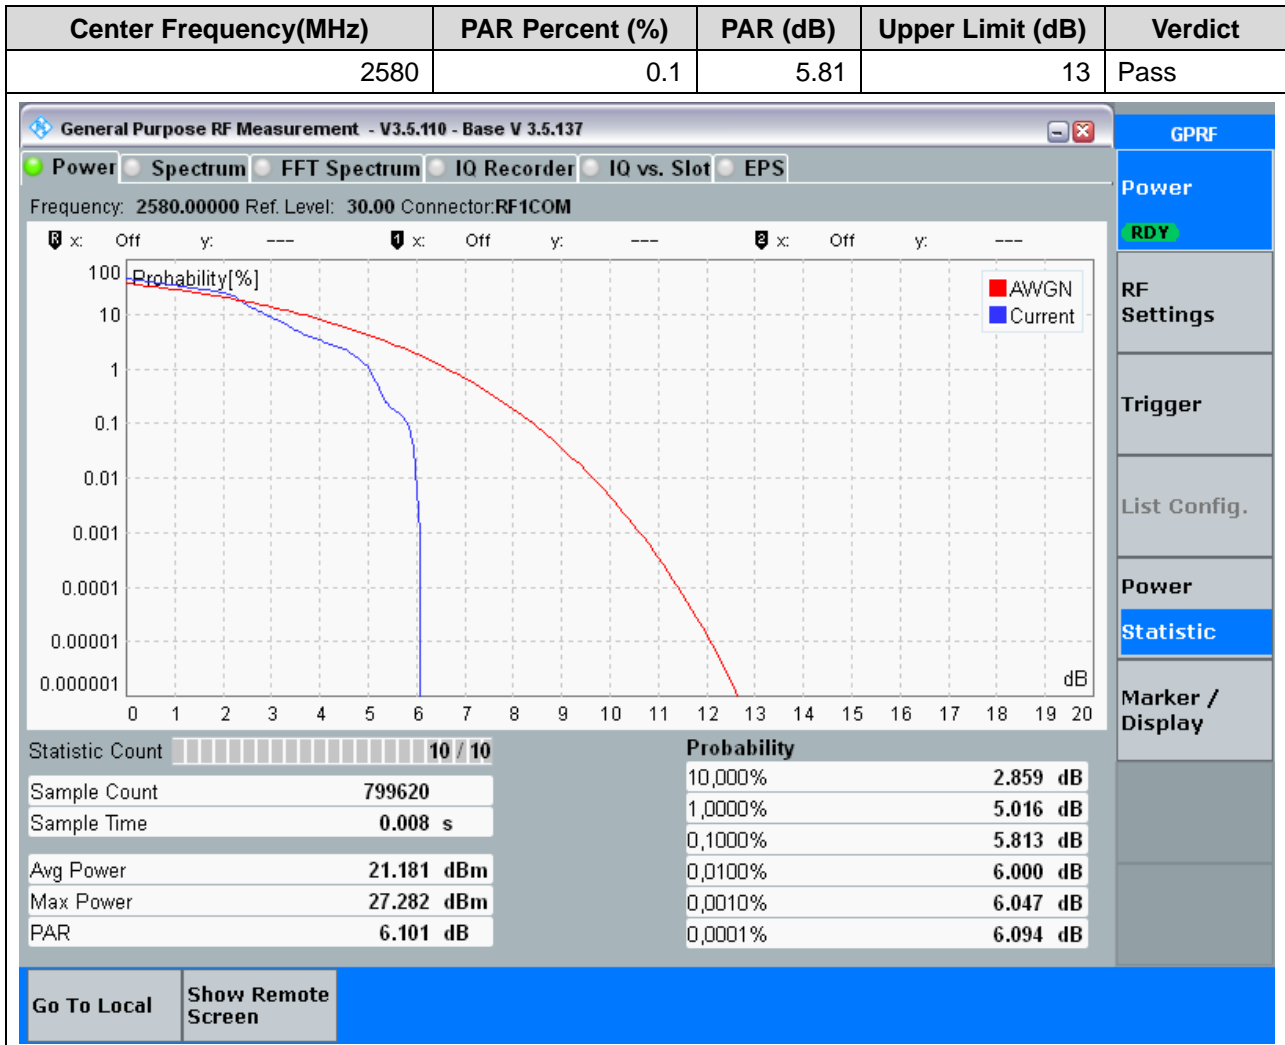 Center Frequency(MHz) PAR Percent (%) PAR (dB) Upper Limit (dB) Verdict
2580 0.1 5.81 13 Pass
General Purpose RF Measurement - V3.5.110 - Base V 3.5.137
GPRF
Power Spectrum FFT Spectrum IQ Recorder IQ vs. Slot EPS
Frequency: 2580.00000 Ref. Level: 30.00 Connector:RF1COM
R x: Off y: --- 1 x: Off y: --- 2 x: Off y: ---
Probability[%]
AWGN
Current
100
10
1
0.1
0.01
0.001
0.0001
0.00001
0.000001
dB
0 1 2 3 4 5 6 7 8 9 10 11 12 13 14 15 16 17 18 19 20
Statistic Count 10 / 10
Sample Count 799620
Sample Time 0.008 s
Avg Power 21.181 dBm
Max Power 27.282 dBm
PAR 6.101 dB
Probability
10,000% 2.859 dB
1,0000% 5.016 dB
0,1000% 5.813 dB
0,0100% 6.000 dB
0,0010% 6.047 dB
0,0001% 6.094 dB
Power
RDY
RF
Settings
Trigger
List Config.
Power
Statistic
Marker /
Display
Go To Local
Show Remote
Screen